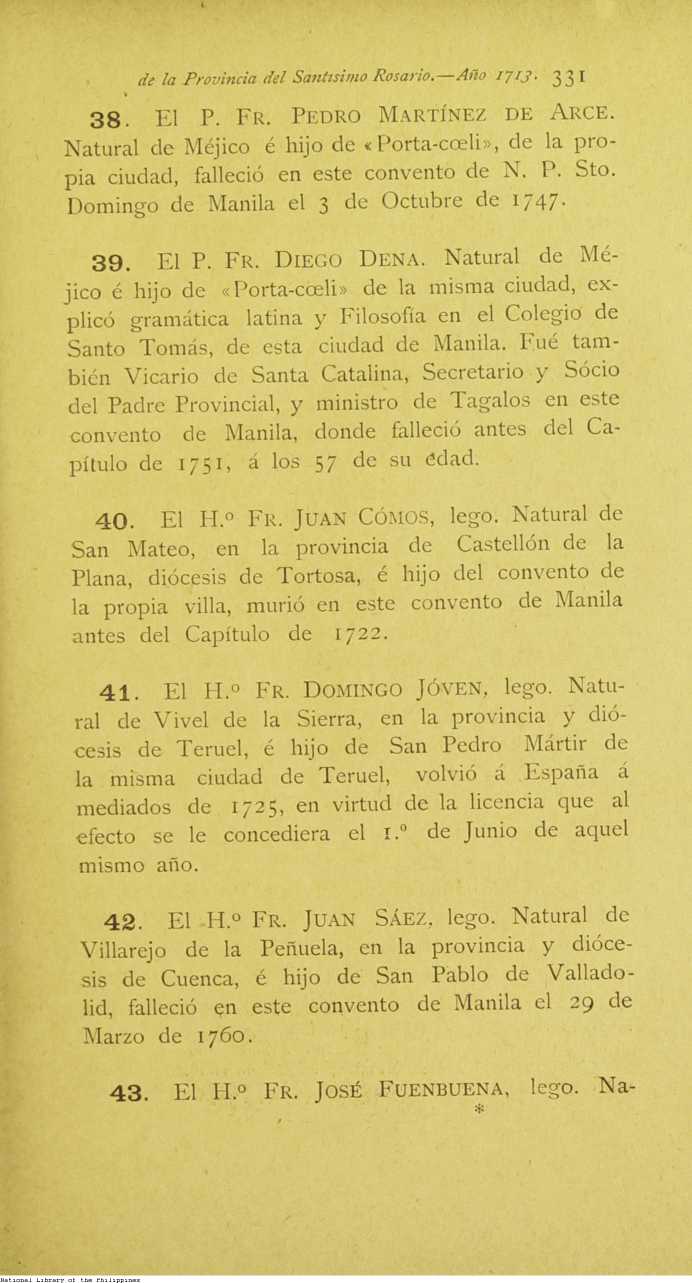 de la Provincia del Santísimo Rosario.—Año 1713. 331
38. El P. Fr. Pedro Martínez de Arce.
Natural de Méjico é hijo de «Porta-cœli», de la pro-
pia ciudad, falleció en este convento de N. P. Sto.
Domingo de Manila el 3 de Octubre de 1747.
39. El P. Fr. Diego Dena. Natural de Mé-
jico é hijo de «Porta-cœli» de la misma ciudad, ex-
plicó gramática latina y Filosofía en el Colegio de
Santo Tomás, de esta ciudad de Manila. Fué tam-
bién Vicario de Santa Catalina, Secretario y Sócio
del Padre Provincial, y ministro de Tagalos en este
convento de Manila, donde falleció antes del Ca-
pítulo de 1751, á los 57 de su edad.
40. El H.º Fr. Juan Cómos, lego. Natural de
San Mateo, en la provincia de Castellón de la
Plana, diócesis de Tortosa, é hijo del convento de
la propia villa, murió en este convento de Manila
antes del Capítulo de 1722.
41. El H.º Fr. Domingo Jóven, lego. Natu-
ral de Vivel de la Sierra, en la provincia y dió-
cesis de Teruel, é hijo de San Pedro Mártir de
la misma ciudad de Teruel, volvió á España á
mediados de 1725, en virtud de la licencia que al
efecto se le concediera el 1.º de Junio de aquel
mismo año.
42. El H.º Fr. Juan Sáez, lego. Natural de
Villarejo de la Peñuela, en la provincia y dióce-
sis de Cuenca, é hijo de San Pablo de Vallado-
lid, falleció en este convento de Manila el 29 de
Marzo de 1760.
43. El H.º Fr. José Fuenbuena, lego. Na-
*
National Library of the Philippines